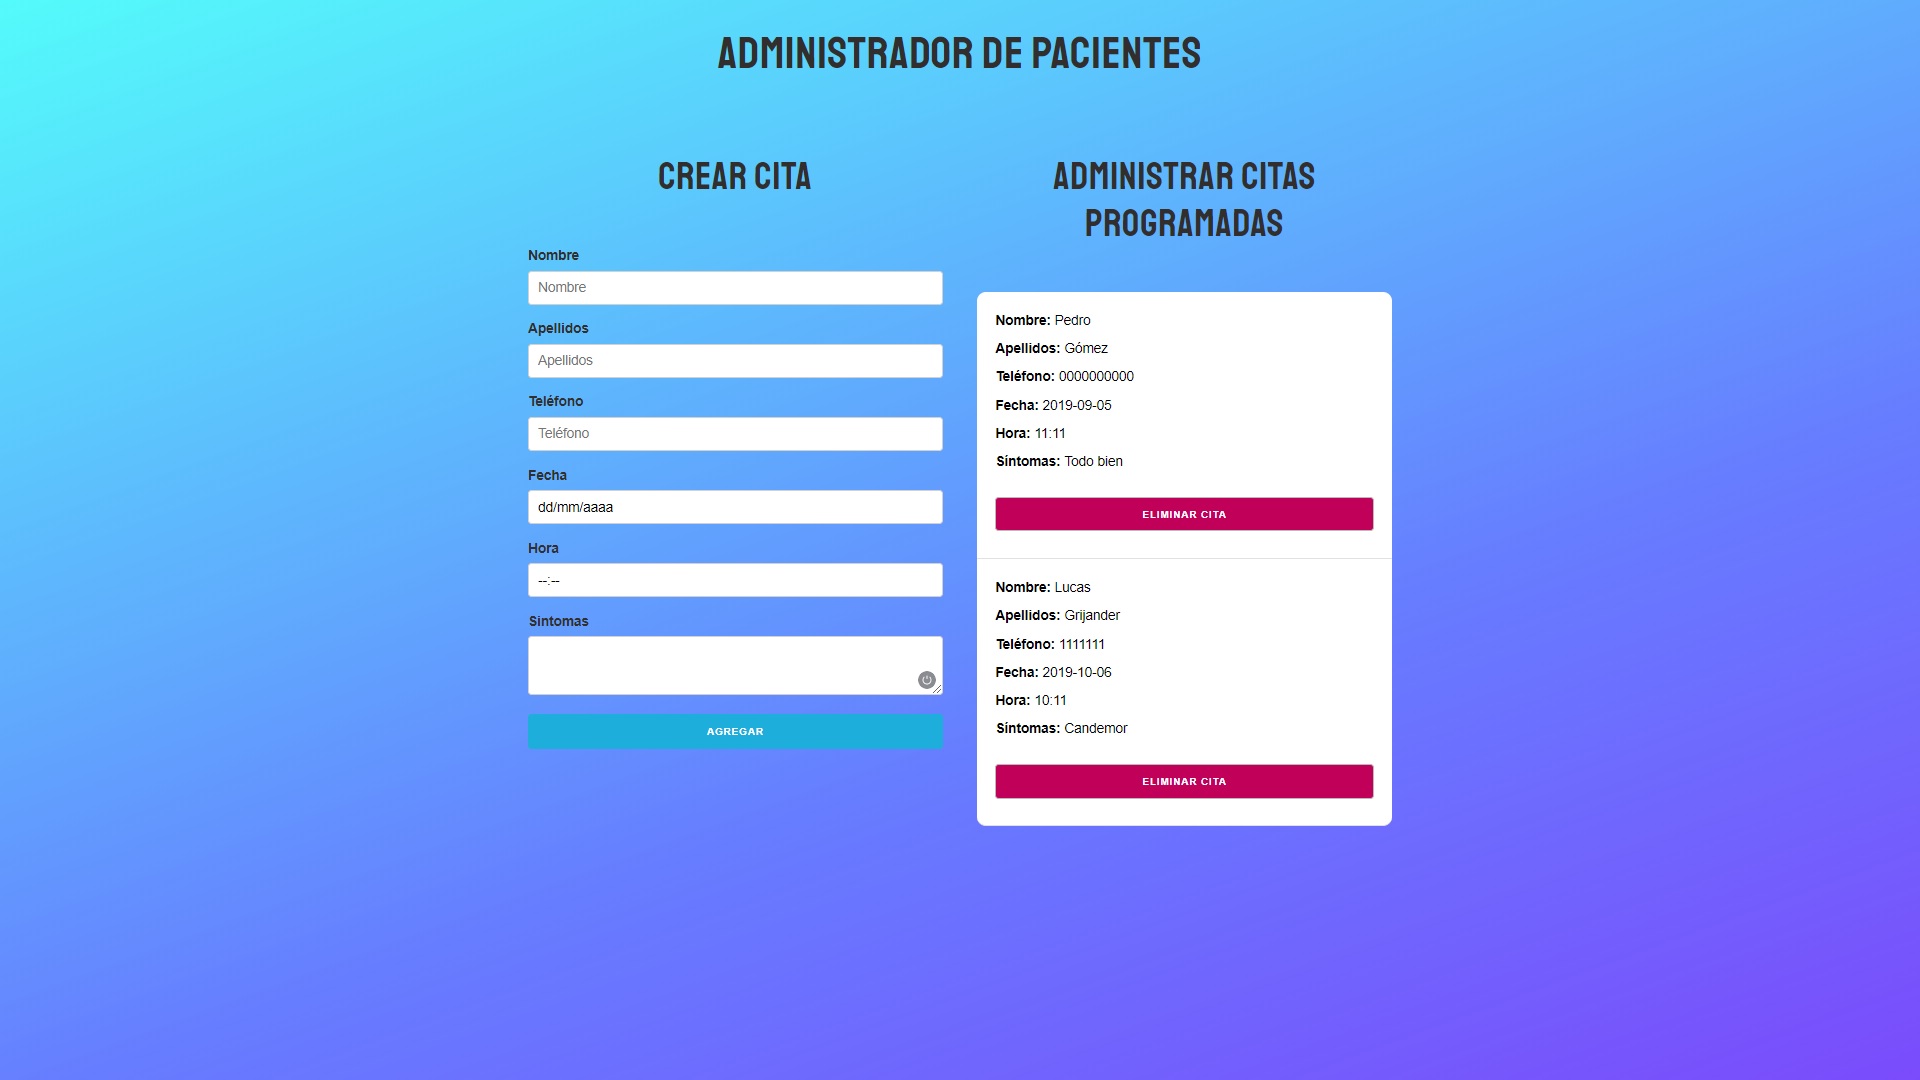 ADMINISTRADOR DE PACIENTES
CREAR CITA
Nombre
Nombre
Apellidos
Apellidos
Teléfono
Teléfono
Fecha
dd/mm/aaaa
Hora
--:--
Sintomas
AGREGAR
ADMINISTRAR CITAS
PROGRAMADAS
Nombre: Pedro
Apellidos: Gómez
Teléfono: 0000000000
Fecha: 2019-09-05
Hora: 11:11
Síntomas: Todo bien
ELIMINAR CITA
Nombre: Lucas
Apellidos: Grijander
Teléfono: 1111111
Fecha: 2019-10-06
Hora: 10:11
Síntomas: Candemor
ELIMINAR CITA